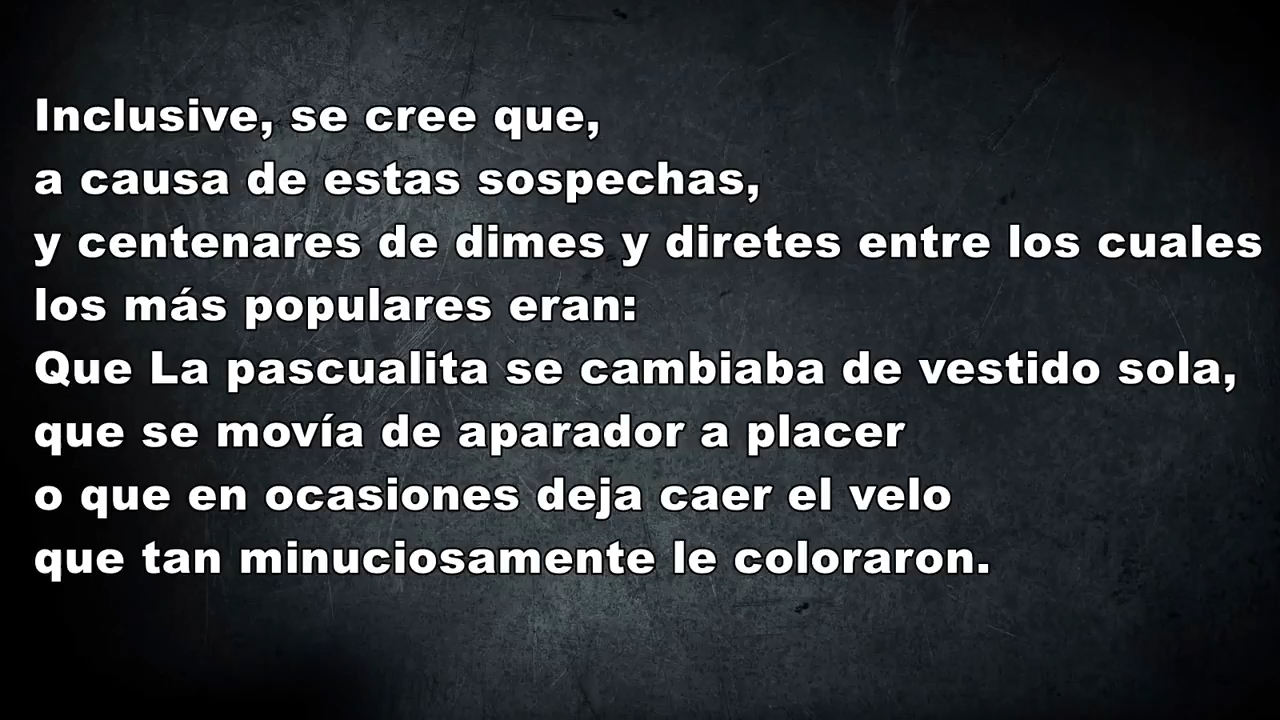 Inclusive, se cree que,
a causa de estas sospechas,
y centenares de dimes y diretes entre los cuales
los más populares eran:
Que La pascualita se cambiaba de vestido sola,
que se movía de aparador a placer
o que en ocasiones deja caer el velo
que tan minuciosamente le coloraron.